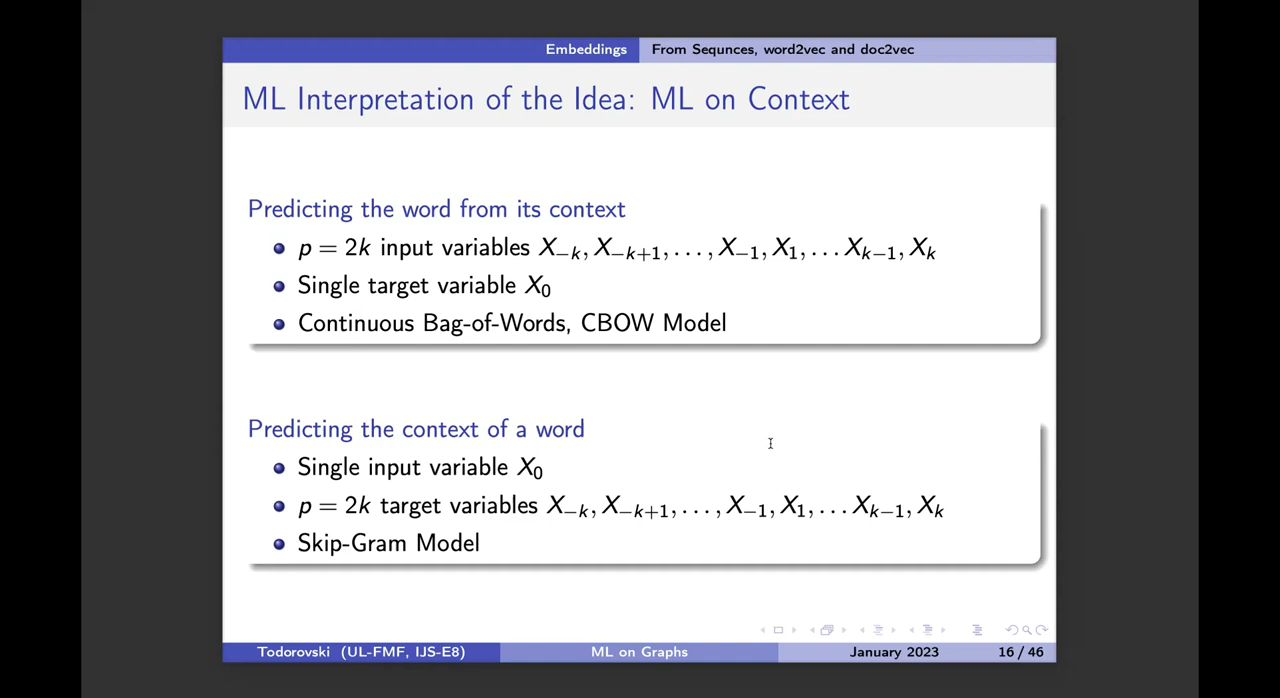 Embeddings From Sequnces, word2vec and doc2vec
ML Interpretation of the Idea: ML on Context
Predicting the word from its context
p = 2k input variables X₋ₖ, X₋ₖ₊₁, . . . , X₋₁, X₁, . . . Xₖ₋₁, Xₖ
Single target variable X₀
Continuous Bag-of-Words, CBOW Model
Predicting the context of a word
Single input variable X₀
p = 2k target variables X₋ₖ, X₋ₖ₊₁, . . . , X₋₁, X₁, . . . Xₖ₋₁, Xₖ
Skip-Gram Model
Todorovski (UL-FMF, IJS-E8) ML on Graphs January 2023 16 / 46